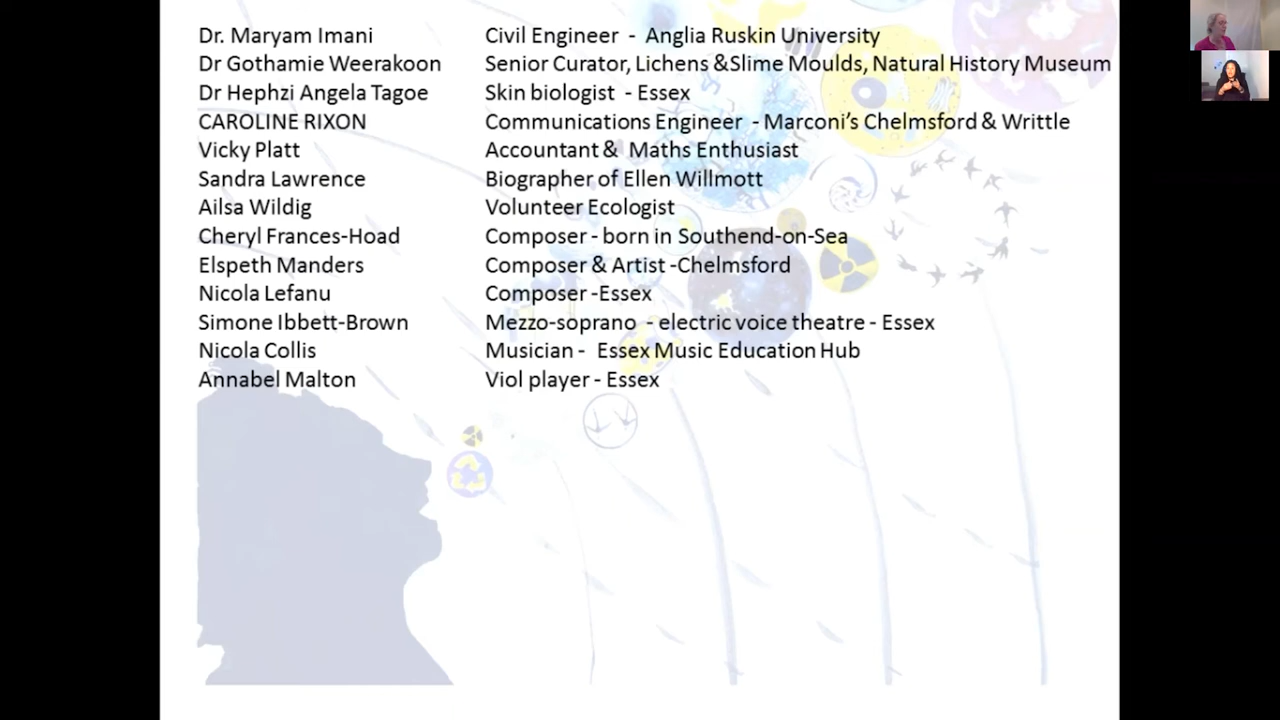 Dr. Maryam Imani Civil Engineer - Anglia Ruskin University
Dr Gothamie Weerakoon Senior Curator, Lichens &Slime Moulds, Natural History Museum
Dr Hephzi Angela Tagoe Skin biologist - Essex
CAROLINE RIXON Communications Engineer - Marconi’s Chelmsford & Writtle
Vicky Platt Accountant & Maths Enthusiast
Sandra Lawrence Biographer of Ellen Willmott
Ailsa Wildig Volunteer Ecologist
Cheryl Frances-Hoad Composer - born in Southend-on-Sea
Elspeth Manders Composer & Artist -Chelmsford
Nicola Lefanu Composer -Essex
Simone Ibbett-Brown Mezzo-soprano - electric voice theatre - Essex
Nicola Collis Musician - Essex Music Education Hub
Annabel Malton Viol player - Essex